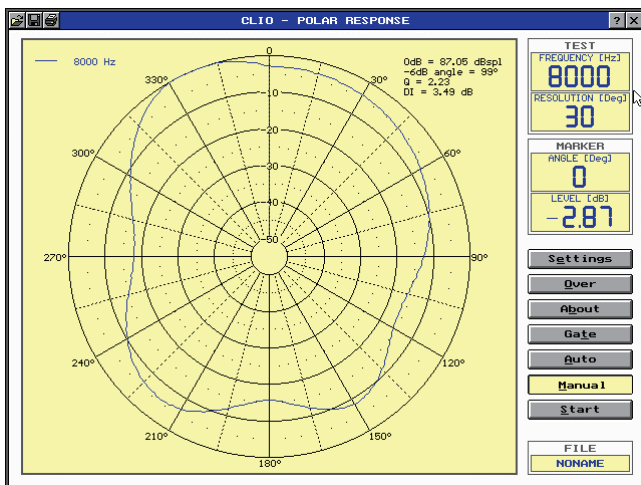 CLIO - POLAR RESPONSE
? ×
8000 Hz
0dB = 87.05 dBspl
-6dB angle = 99°
Q = 2.23
DI = 3.49 dB
0
30°
60°
90°
120°
150°
180°
210°
240°
270°
300°
330°
-10
-20
-30
-40
-50
TEST
FREQUENCY [Hz]
8000
RESOLUTION [Deg]
30
MARKER
ANGLE [Deg]
0
LEVEL [dB]
-2.87
Settings
Over
About
Gate
Auto
Manual
Start
FILE
NONAME